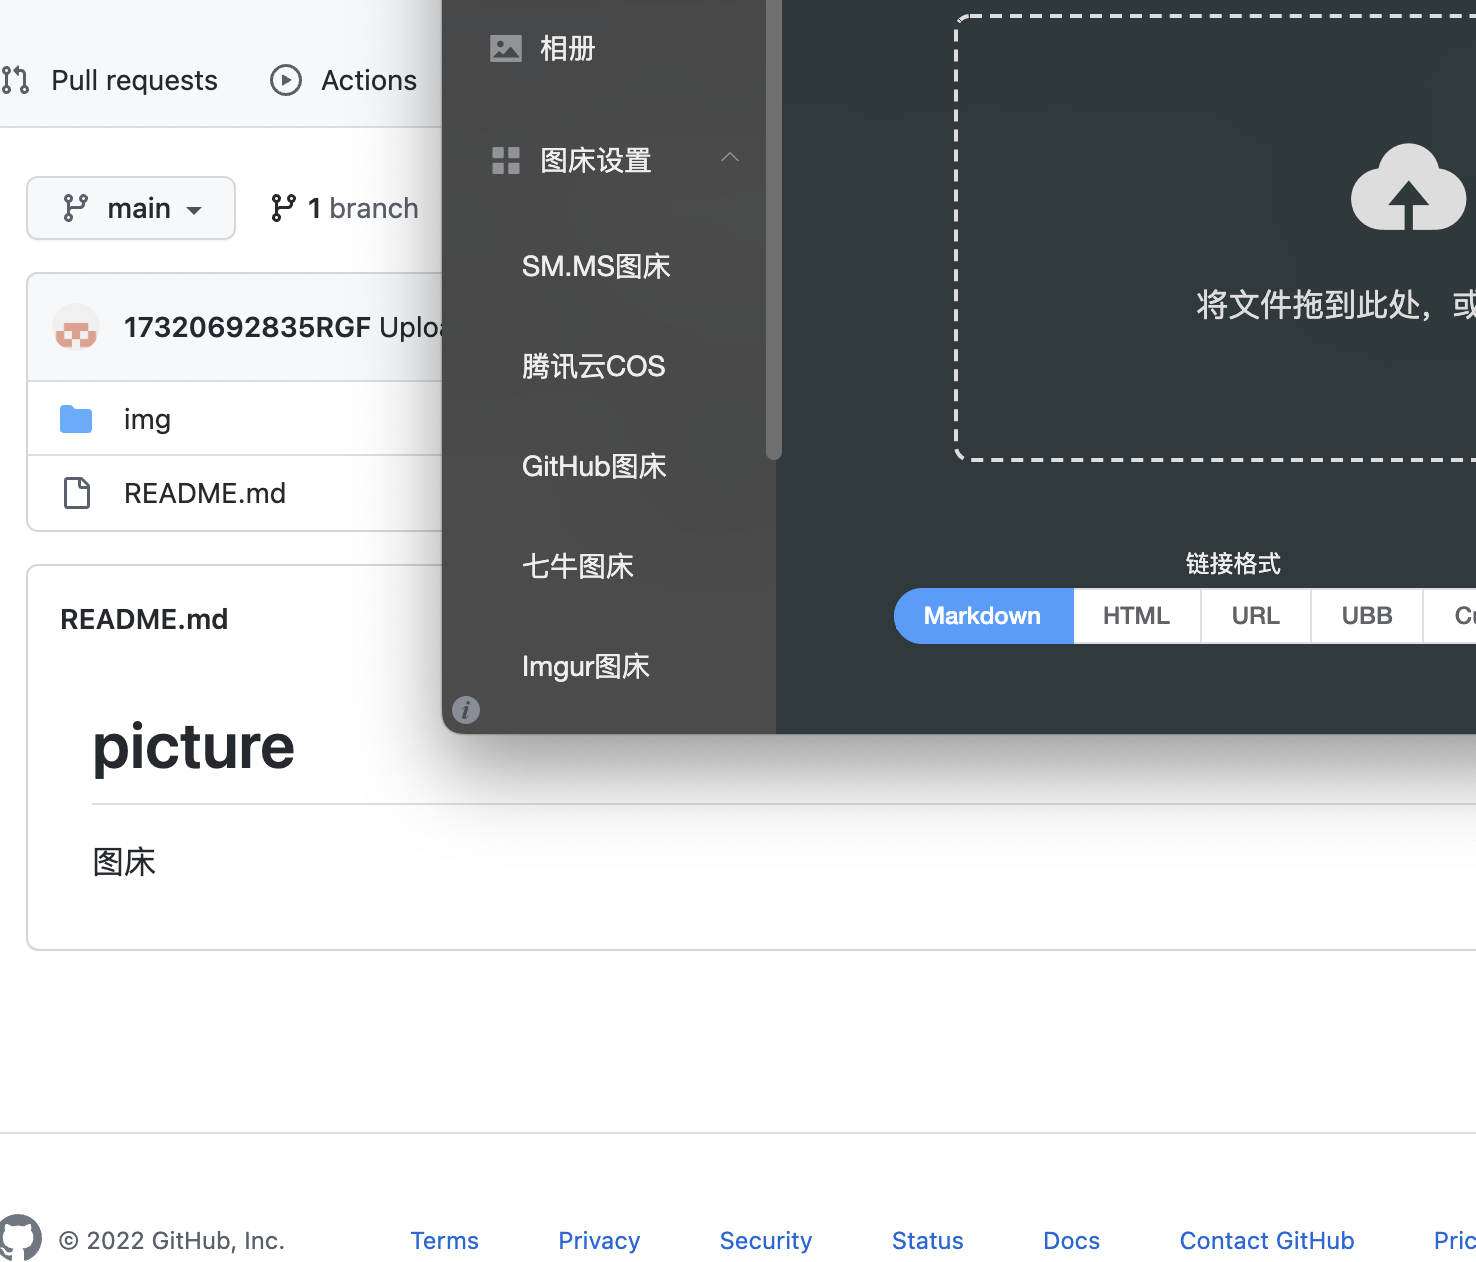 Pull requests
Actions
main
1 branch
17320692835RGF Uploa
img
README.md
README.md
picture
图床
相册
图床设置
SM.MS图床
腾讯云COS
GitHub图床
七牛图床
Imgur图床
i
将文件拖到此处，或
链接格式
Markdown
HTML
URL
UBB
Cu
© 2022 GitHub, Inc.
Terms
Privacy
Security
Status
Docs
Contact GitHub
Pric